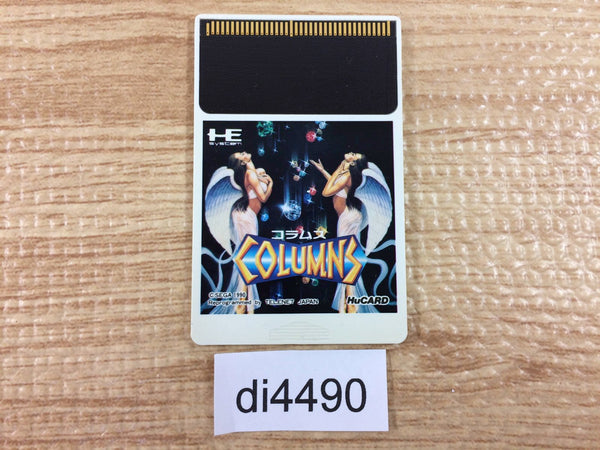 HE
system
コラムス
COLUMNS
© SEGA 1990
Reprogrammed by TELENET JAPAN
HuCARD
di4490